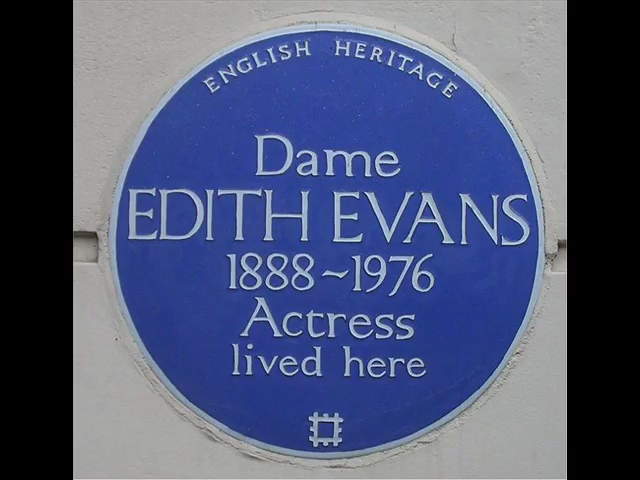 ENGLISH HERITAGE
Dame
EDITH EVANS
1888~1976
Actress
lived here